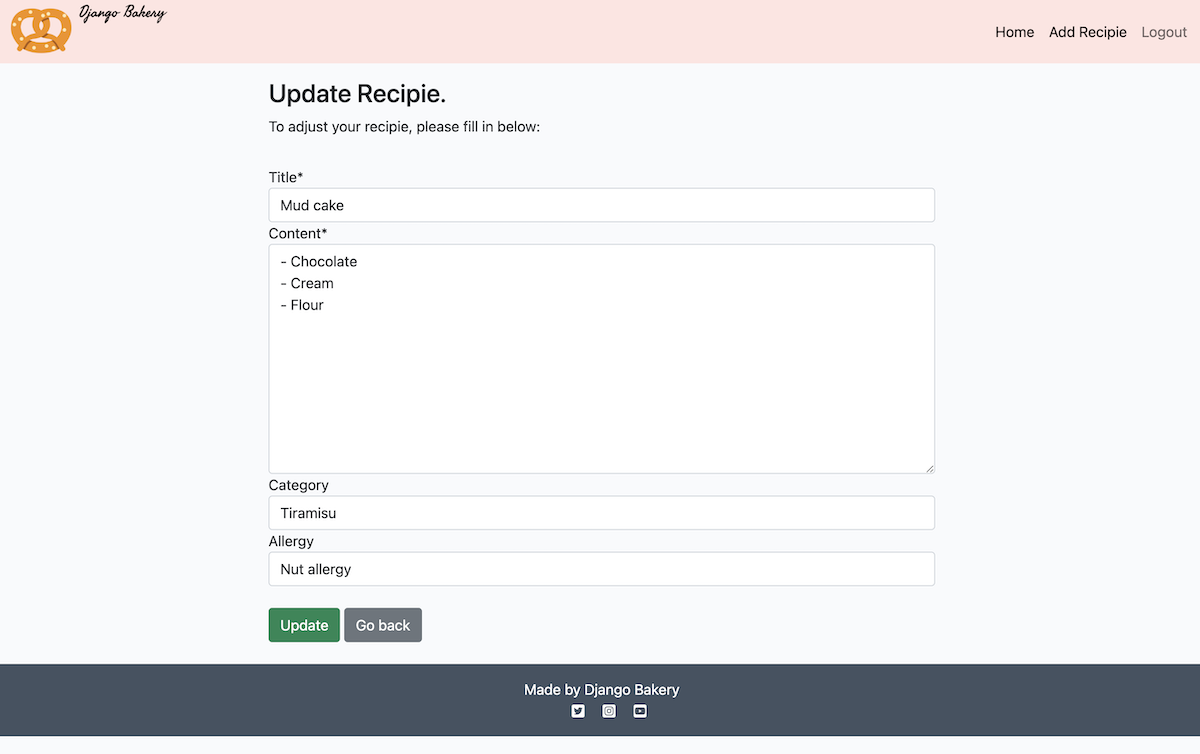 Django Bakery
Home Add Recipie Logout
Update Recipie.
To adjust your recipie, please fill in below:
Title*
Mud cake
Content*
- Chocolate
- Cream
- Flour
Category
Tiramisu
Allergy
Nut allergy
Update Go back
Made by Django Bakery